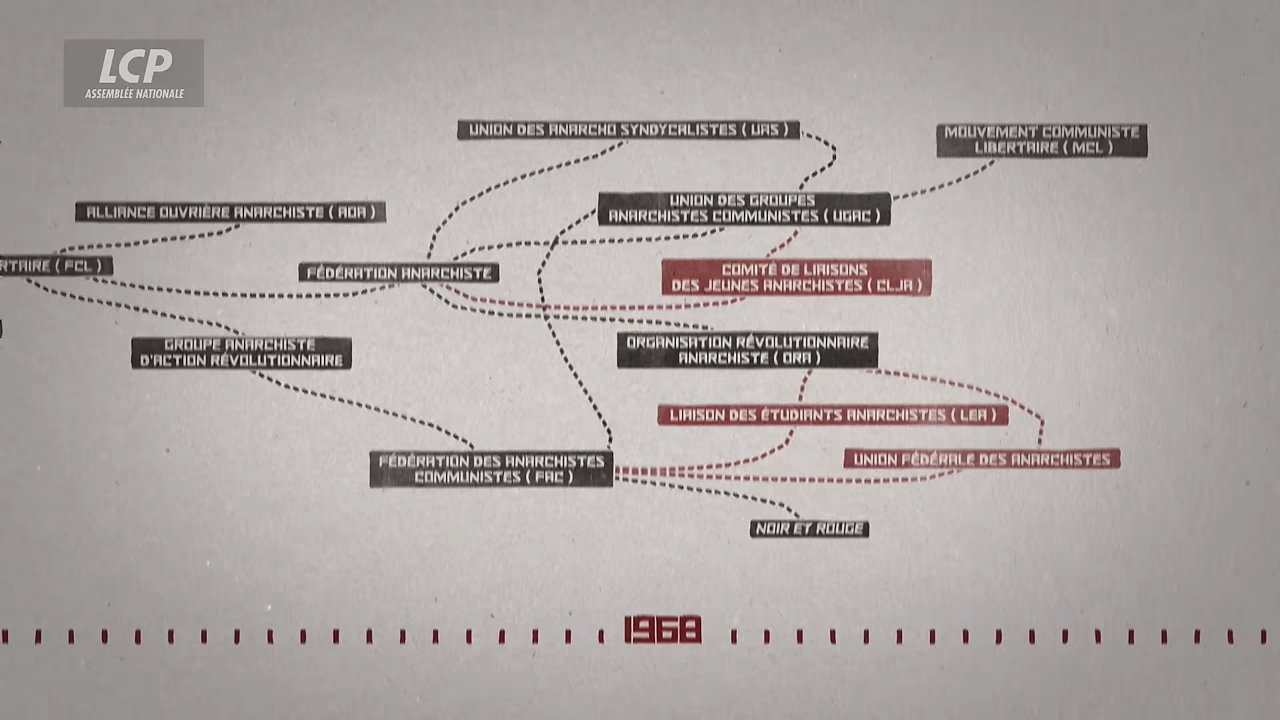 LCP
ASSEMBLÉE NATIONALE
UNION DES ANARCHO SYNDYCALISTES ( UAS )
MOUVEMENT COMMUNISTE
LIBERTAIRE ( MCL )
UNION DES GROUPES
ANARCHISTES COMMUNISTES ( UGAC )
ALLIANCE OUVRIÈRE ANARCHISTE ( AOA )
RTAIRE ( FCL )
FÉDÉRATION ANARCHISTE
COMITÉ DE LIAISONS
DES JEUNES ANARCHISTES ( CLJA )
GROUPE ANARCHISTE
D'ACTION RÉVOLUTIONNAIRE
ORGANISATION RÉVOLUTIONNAIRE
ANARCHISTE ( ORA )
LIAISON DES ÉTUDIANTS ANARCHISTES ( LEA )
FÉDÉRATION DES ANARCHISTES
COMMUNISTES ( FAC )
UNION FÉDÉRALE DES ANARCHISTES
NOIR ET ROUGE
1968